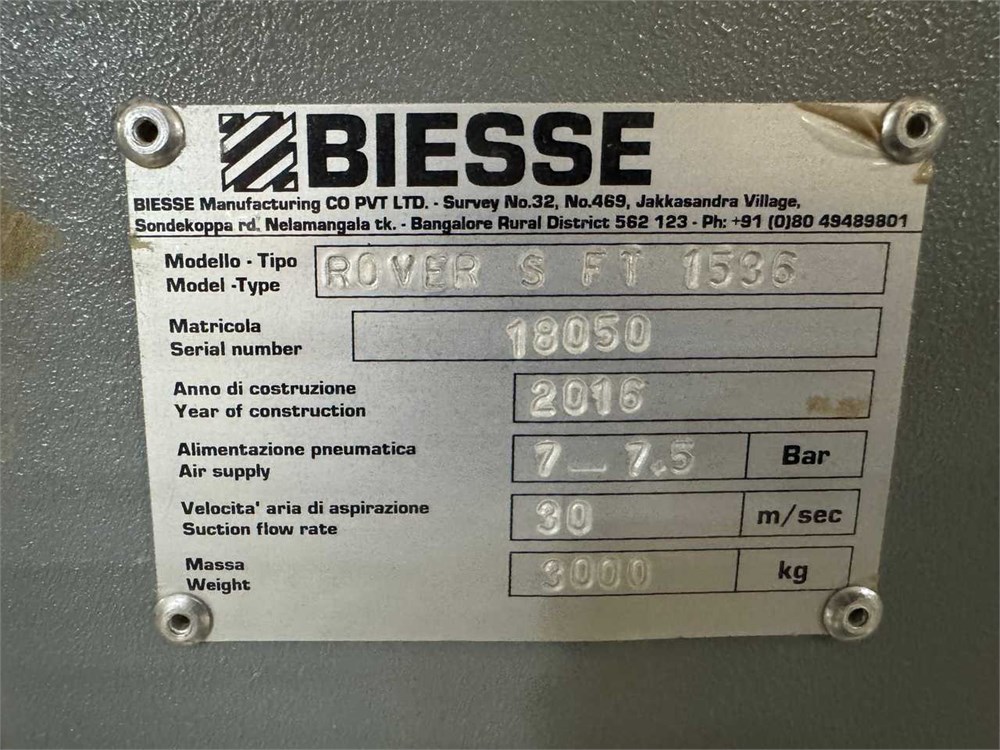 BIESSE
BIESSE Manufacturing CO PVT LTD. - Survey No.32, No.469, Jakkasandra Village,
Sondekoppa rd. Nelamangala tk. - Bangalore Rural District 562 123 - Ph: +91 (0)80 49489801
Modello - Tipo
Model -Type
ROVER S FT 1536
Matricola
Serial number
18050
Anno di costruzione
Year of construction
2016
Alimentazione pneumatica
Air supply
7_7.5 Bar
Velocita' aria di aspirazione
Suction flow rate
30 m/sec
Massa
Weight
3000 kg